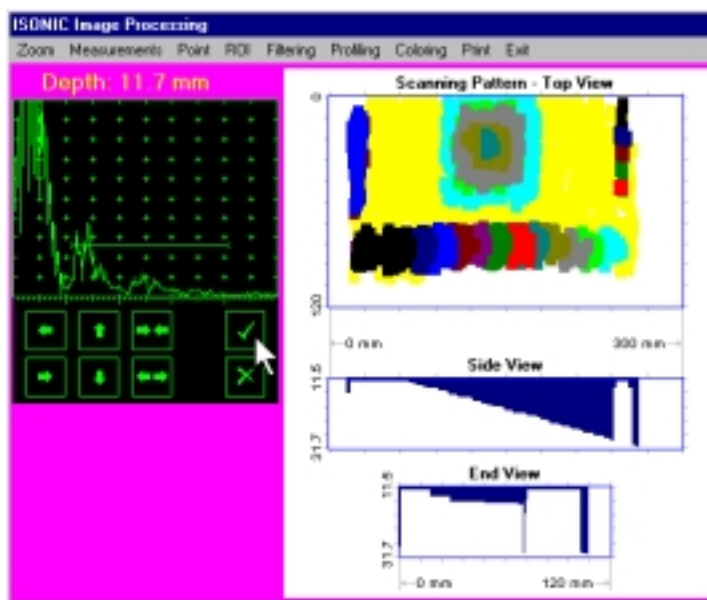 ISONIC Image Processing
Zoom Measurements Point ROI Filtering Profiling Coloring Print Exit
Depth: 11.7 mm
Scanning Pattern - Top View
0
120
0 mm 300 mm
Side View
11.5
31.7
End View
11.5
31.7
0 mm 120 mm